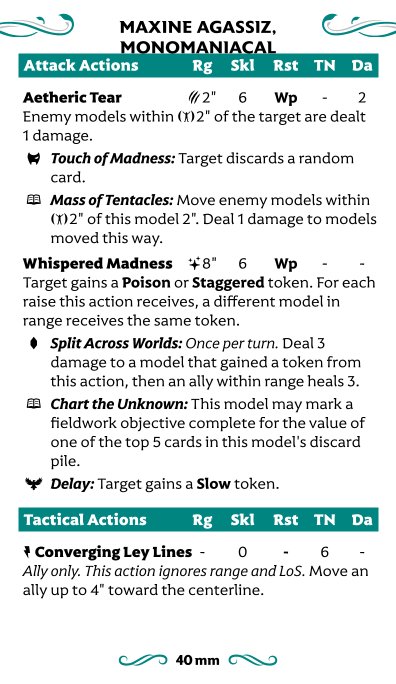 MAXINE AGASSIZ,
MONOMANIACAL
Attack Actions Rg Skl Rst TN Da
Aetheric Tear 2" 6 Wp - 2
Enemy models within 2" of the target are dealt
1 damage.
Touch of Madness: Target discards a random
card.
Mass of Tentacles: Move enemy models within
2" of this model 2". Deal 1 damage to models
moved this way.
Whispered Madness 8" 6 Wp - -
Target gains a Poison or Staggered token. For each
raise this action receives, a different model in
range receives the same token.
Split Across Worlds: Once per turn. Deal 3
damage to a model that gained a token from
this action, then an ally within range heals 3.
Chart the Unknown: This model may mark a
fieldwork objective complete for the value of
one of the top 5 cards in this model's discard
pile.
Delay: Target gains a Slow token.
Tactical Actions Rg Skl Rst TN Da
Converging Ley Lines - 0 - 6 -
Ally only. This action ignores range and LoS. Move an
ally up to 4" toward the centerline.
40 mm